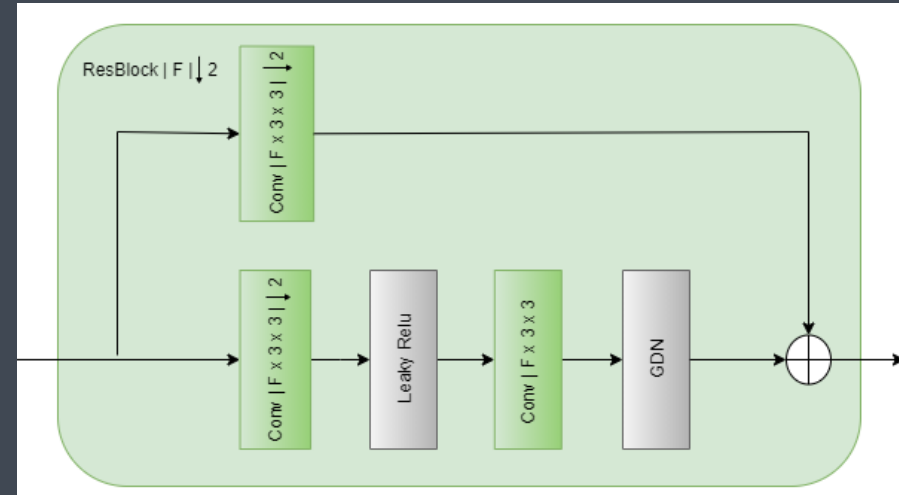 ResBlock | F |↓ 2
Conv | F x 3 x 3 |↓ 2
Conv | F x 3 x 3 |↓ 2
Leaky Relu
Conv | F x 3 x 3
GDN